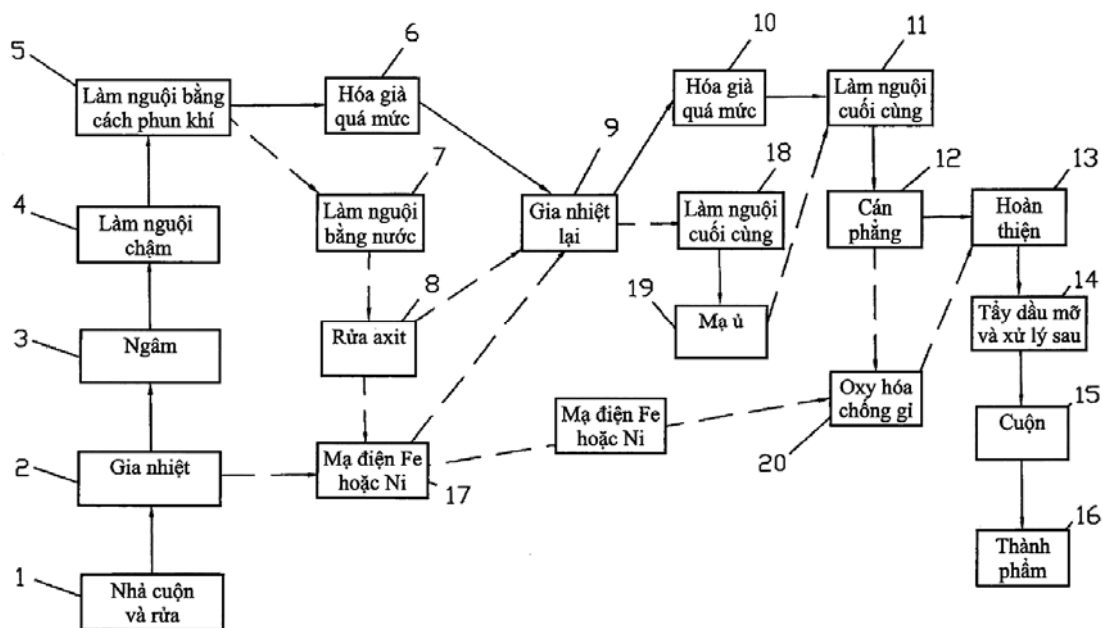 5
6
10
11
Làm nguội bằng
cách phun khí
Hóa già
quá mức
Hóa già
quá mức
Làm nguội
cuối cùng
7
9
18
12
13
4
Làm nguội
chậm
Làm nguội
bằng nước
Gia nhiệt
lại
Làm nguội
cuối cùng
Cán
phẳng
Hoàn
thiện
8
19
14
3
Ngâm
Rửa axit
Mạ ủ
Tẩy dầu mỡ
và xử lý sau
Oxy hóa
chống gỉ
15
Mạ điện Fe
hoặc Ni
Cuộn
2
Gia nhiệt
Mạ điện Fe
hoặc Ni
17
20
16
1
Nhả cuộn
và rửa
Thành
phẩm